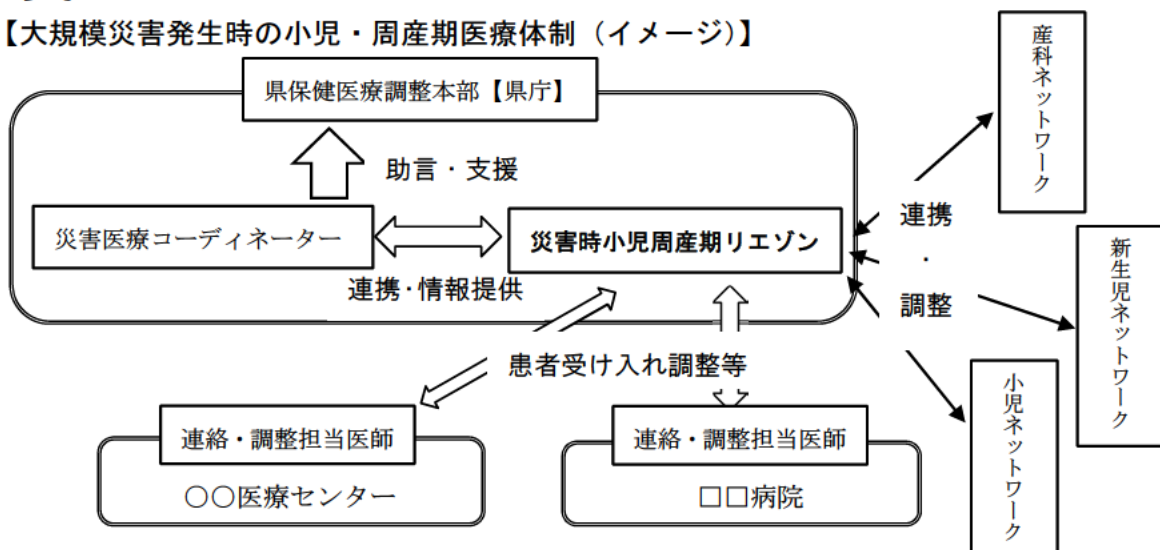 【大規模災害発生時の小児・周産期医療体制（イメージ）】
県保健医療調整本部【県庁】
助言・支援
災害医療コーディネーター
災害時小児周産期リエゾン
連携・情報提供
連携
・
調整
産科ネットワーク
新生児ネットワーク
小児ネットワーク
患者受け入れ調整等
連絡・調整担当医師
○○医療センター
連絡・調整担当医師
□□病院